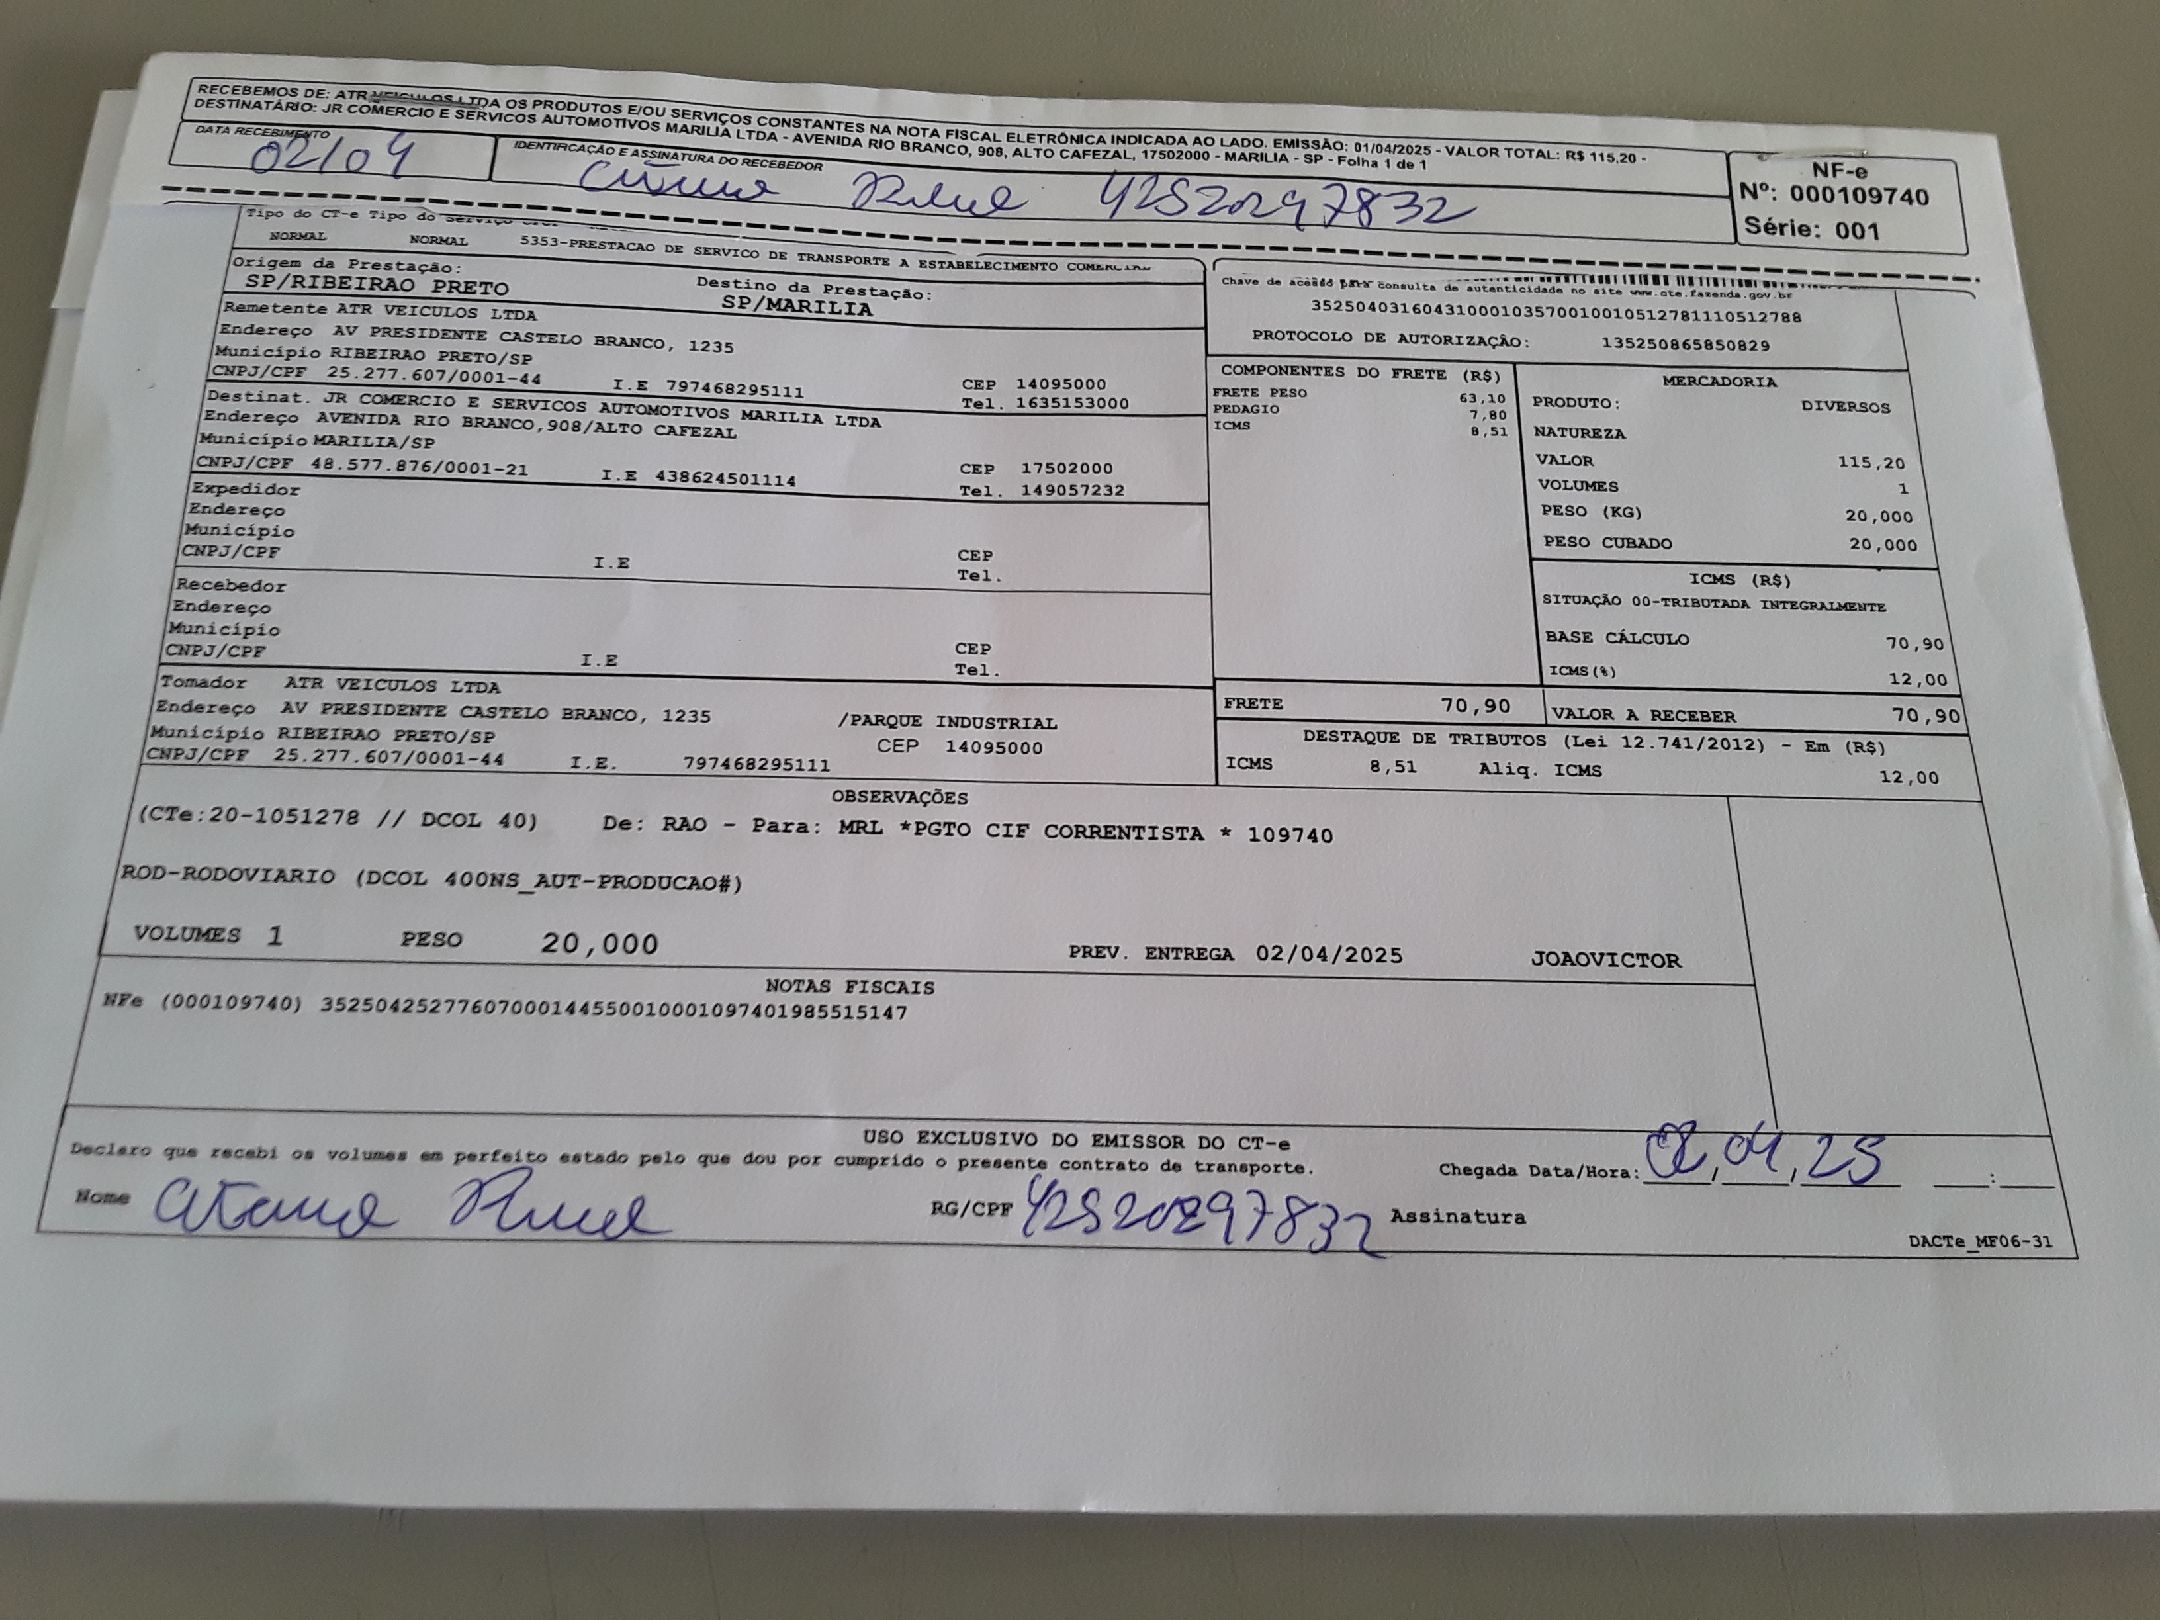 RECEBEMOS DE: ATR VEICULOS LTDA OS PRODUTOS E/OU SERVIÇOS CONSTANTES NA NOTA FISCAL ELETRÔNICA INDICADA AO LADO. EMISSÃO: 01/04/2025 - VALOR TOTAL: R$ 115.20 -
DESTINATÁRIO: JR COMERCIO E SERVICOS AUTOMOTIVOS MARILIA LTDA - AVENIDA RIO BRANCO, 908, ALTO CAFEZAL, 17502000 - MARILIA - SP - Folha 1 de 1
DATA RECEBIMENTO
02/04
IDENTIFICAÇÃO E ASSINATURA DO RECEBEDOR
42520297832
NF-e
Nº: 000109740
Série: 001
Tipo do CT-e Tipo do Serviço
NORMAL NORMAL 5353-PRESTACAO DE SERVICO DE TRANSPORTE A ESTABELECIMENTO COMERCIAL
Origem da Prestação: Destino da Prestação:
SP/RIBEIRAO PRETO SP/MARILIA
Remetente ATR VEICULOS LTDA
Endereço AV PRESIDENTE CASTELO BRANCO, 1235
Município RIBEIRAO PRETO/SP CEP 14095000
CNPJ/CPF 25.277.607/0001-44 I.E 797468295111 Tel. 1635153000
Destinat. JR COMERCIO E SERVICOS AUTOMOTIVOS MARILIA LTDA
Endereço AVENIDA RIO BRANCO,908/ALTO CAFEZAL
Município MARILIA/SP CEP 17502000
CNPJ/CPF 48.577.876/0001-21 I.E 438624501114 Tel. 149057232
Expedidor
Endereço
Município CEP
CNPJ/CPF I.E Tel.
Recebedor
Endereço
Município CEP
CNPJ/CPF I.E Tel.
Tomador ATR VEICULOS LTDA
Endereço AV PRESIDENTE CASTELO BRANCO, 1235 /PARQUE INDUSTRIAL
Município RIBEIRAO PRETO/SP CEP 14095000
CNPJ/CPF 25.277.607/0001-44 I.E. 797468295111
Chave de acesso para consulta de autenticidade no site www.cte.fazenda.gov.br
35250403160431000103570010010512781110512788
PROTOCOLO DE AUTORIZAÇÃO: 135250865850829
COMPONENTES DO FRETE (R$)
FRETE PESO 63,10
PEDAGIO 7,80
ICMS 8,51
MERCADORIA
PRODUTO: DIVERSOS
NATUREZA
VALOR 115,20
VOLUMES 1
PESO (KG) 20,000
PESO CUBADO 20,000
ICMS (R$)
SITUAÇÃO 00-TRIBUTADA INTEGRALMENTE
BASE CÁLCULO 70,90
ICMS(%) 12,00
FRETE 70,90 VALOR A RECEBER 70,90
DESTAQUE DE TRIBUTOS (Lei 12.741/2012) - Em (R$)
ICMS 8,51 Aliq. ICMS 12,00
OBSERVAÇÕES
(CTe:20-1051278 // DCOL 40) De: RAO - Para: MRL *PGTO CIF CORRENTISTA * 109740
ROD-RODOVIARIO (DCOL 400NS_AUT-PRODUCAO#)
VOLUMES 1 PESO 20,000 PREV. ENTREGA 02/04/2025 JOAOVICTOR
NOTAS FISCAIS
NFe (000109740) 35250425277607000144550010001097401985515147
USO EXCLUSIVO DO EMISSOR DO CT-e
Declaro que recebi os volumes em perfeito estado pelo que dou por cumprido o presente contrato de transporte.
Chegada Data/Hora: 02,04,25 :
Nome RG/CPF 42520297832 Assinatura
DACTe_MF06-31